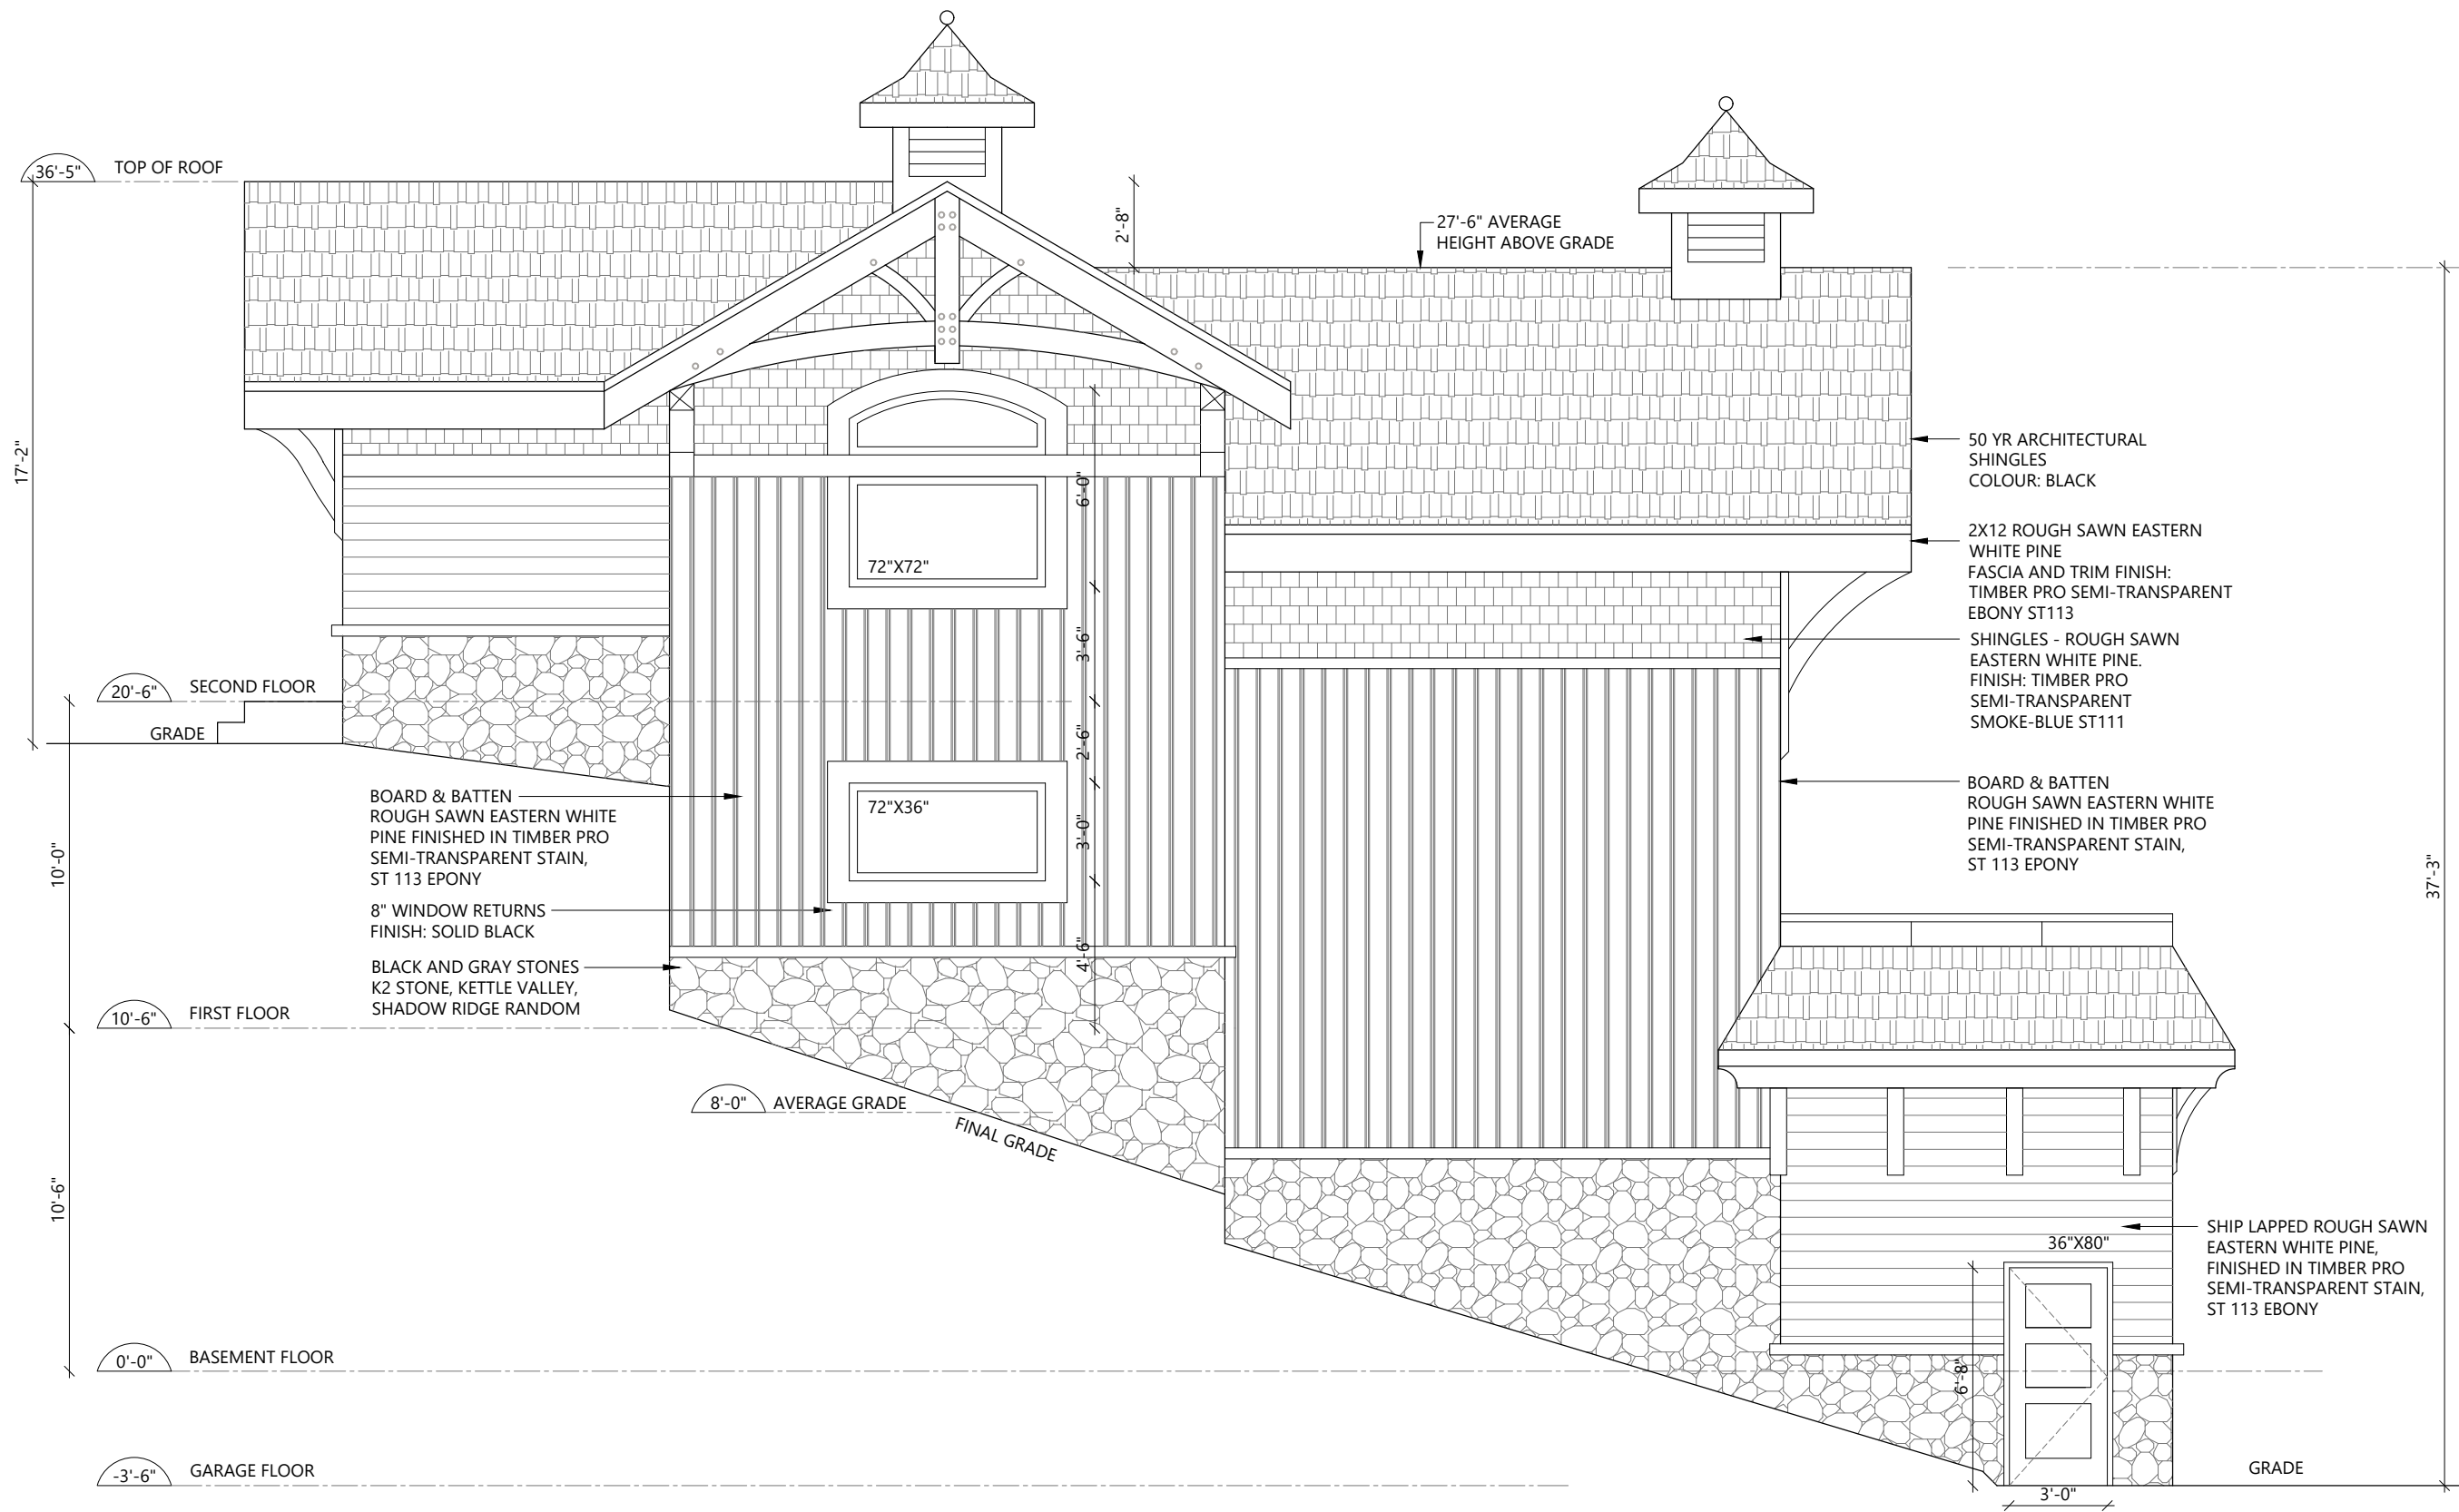 36'-5"
TOP OF ROOF
2'-8"
27'-6" AVERAGE
HEIGHT ABOVE GRADE
17'-2"
50 YR ARCHITECTURAL
SHINGLES
COLOUR: BLACK
6'-0"
2X12 ROUGH SAWN EASTERN
WHITE PINE
FASCIA AND TRIM FINISH:
TIMBER PRO SEMI-TRANSPARENT
EBONY ST113
72"X72"
SHINGLES - ROUGH SAWN
EASTERN WHITE PINE.
FINISH: TIMBER PRO
SEMI-TRANSPARENT
SMOKE-BLUE ST111
3'-6"
20'-6"
SECOND FLOOR
GRADE
2'-6"
BOARD & BATTEN
ROUGH SAWN EASTERN WHITE
PINE FINISHED IN TIMBER PRO
SEMI-TRANSPARENT STAIN,
ST 113 EPONY
72"X36"
3'-0"
BOARD & BATTEN
ROUGH SAWN EASTERN WHITE
PINE FINISHED IN TIMBER PRO
SEMI-TRANSPARENT STAIN,
ST 113 EPONY
10'-0"
37'-3"
8" WINDOW RETURNS
FINISH: SOLID BLACK
4'-6"
BLACK AND GRAY STONES
K2 STONE, KETTLE VALLEY,
SHADOW RIDGE RANDOM
10'-6"
FIRST FLOOR
8'-0"
AVERAGE GRADE
FINAL GRADE
10'-6"
SHIP LAPPED ROUGH SAWN
EASTERN WHITE PINE,
FINISHED IN TIMBER PRO
SEMI-TRANSPARENT STAIN,
ST 113 EBONY
36"X80"
0'-0"
BASEMENT FLOOR
6'-8"
-3'-6"
GARAGE FLOOR
GRADE
3'-0"